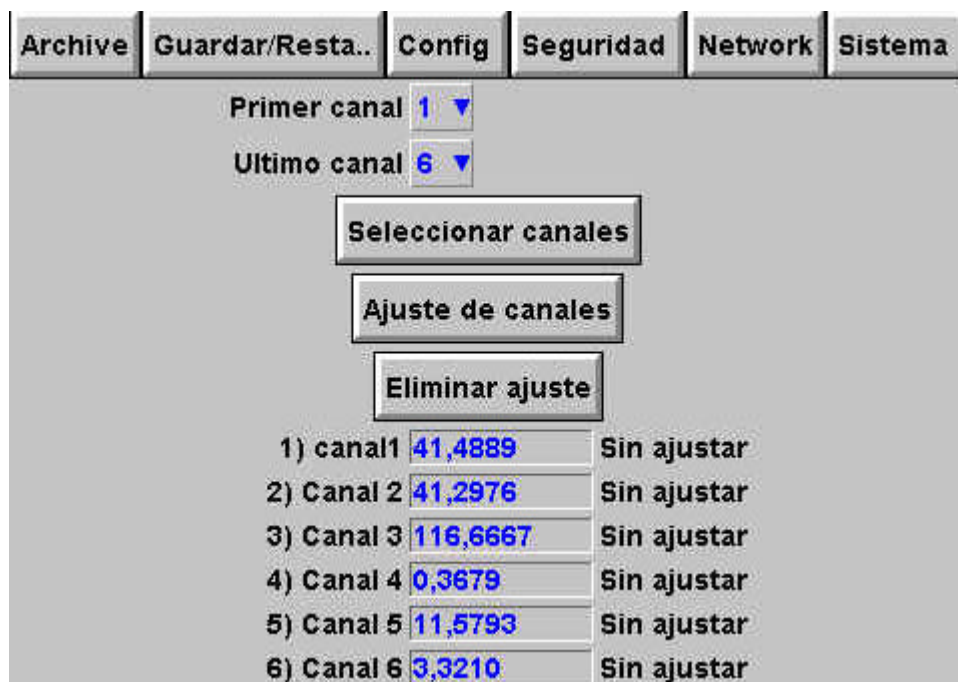 Archive Guardar/Resta.. Config Seguridad Network Sistema
Primer canal 1
Ultimo canal 6
Seleccionar canales
Ajuste de canales
Eliminar ajuste
1) canal1 41,4889 Sin ajustar
2) Canal 2 41,2976 Sin ajustar
3) Canal 3 116,6667 Sin ajustar
4) Canal 4 0,3679 Sin ajustar
5) Canal 5 11,5793 Sin ajustar
6) Canal 6 3,3210 Sin ajustar